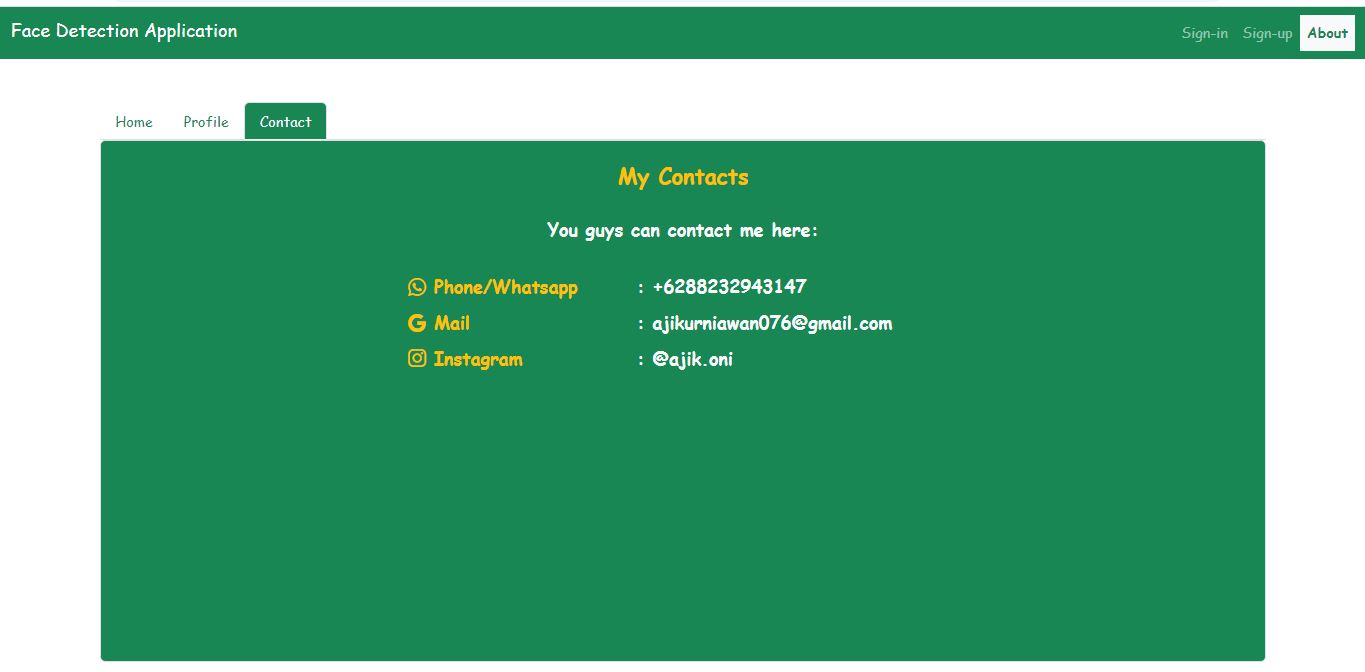 Face Detection Application Sign-in Sign-up About
Home Profile Contact
My Contacts
You guys can contact me here:
Phone/Whatsapp : +6288232943147
Mail : ajikurniawan076@gmail.com
Instagram : @ajik.oni